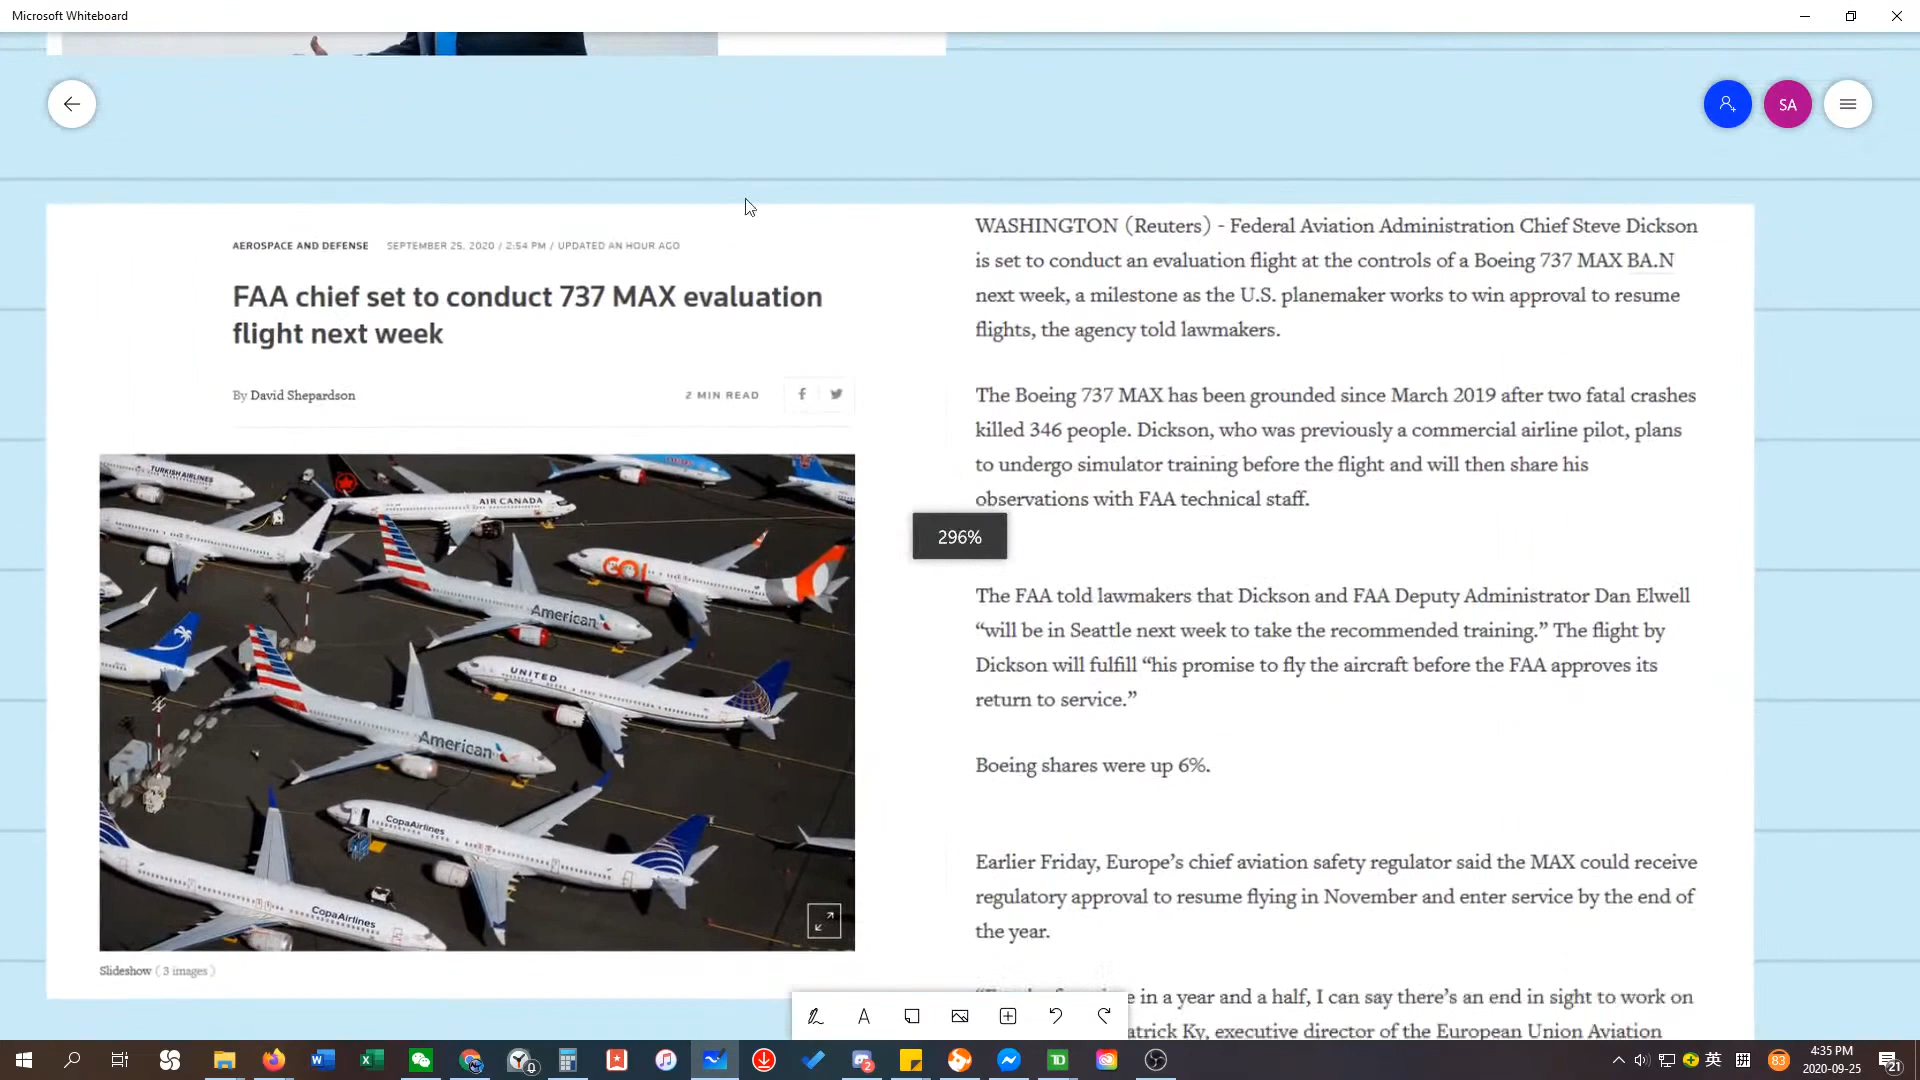 Microsoft Whiteboard
SA
AEROSPACE AND DEFENSE SEPTEMBER 25, 2020 / 2:54 PM / UPDATED AN HOUR AGO
FAA chief set to conduct 737 MAX evaluation
flight next week
By David Shepardson 2 MIN READ
TURKISH AIRLINES
AIR CANADA
GOL
American
UNITED
American
CopaAirlines
CopaAirlines
Slideshow ( 3 images )
WASHINGTON (Reuters) - Federal Aviation Administration Chief Steve Dickson
is set to conduct an evaluation flight at the controls of a Boeing 737 MAX BA.N
next week, a milestone as the U.S. planemaker works to win approval to resume
flights, the agency told lawmakers.
The Boeing 737 MAX has been grounded since March 2019 after two fatal crashes
killed 346 people. Dickson, who was previously a commercial airline pilot, plans
to undergo simulator training before the flight and will then share his
observations with FAA technical staff.
296%
The FAA told lawmakers that Dickson and FAA Deputy Administrator Dan Elwell
“will be in Seattle next week to take the recommended training.” The flight by
Dickson will fulfill “his promise to fly the aircraft before the FAA approves its
return to service.”
Boeing shares were up 6%.
Earlier Friday, Europe’s chief aviation safety regulator said the MAX could receive
regulatory approval to resume flying in November and enter service by the end of
the year.
in a year and a half, I can say there’s an end in sight to work on
atrick Ky, executive director of the European Union Aviation
英 拼 83 4:35 PM
2020-09-25 21